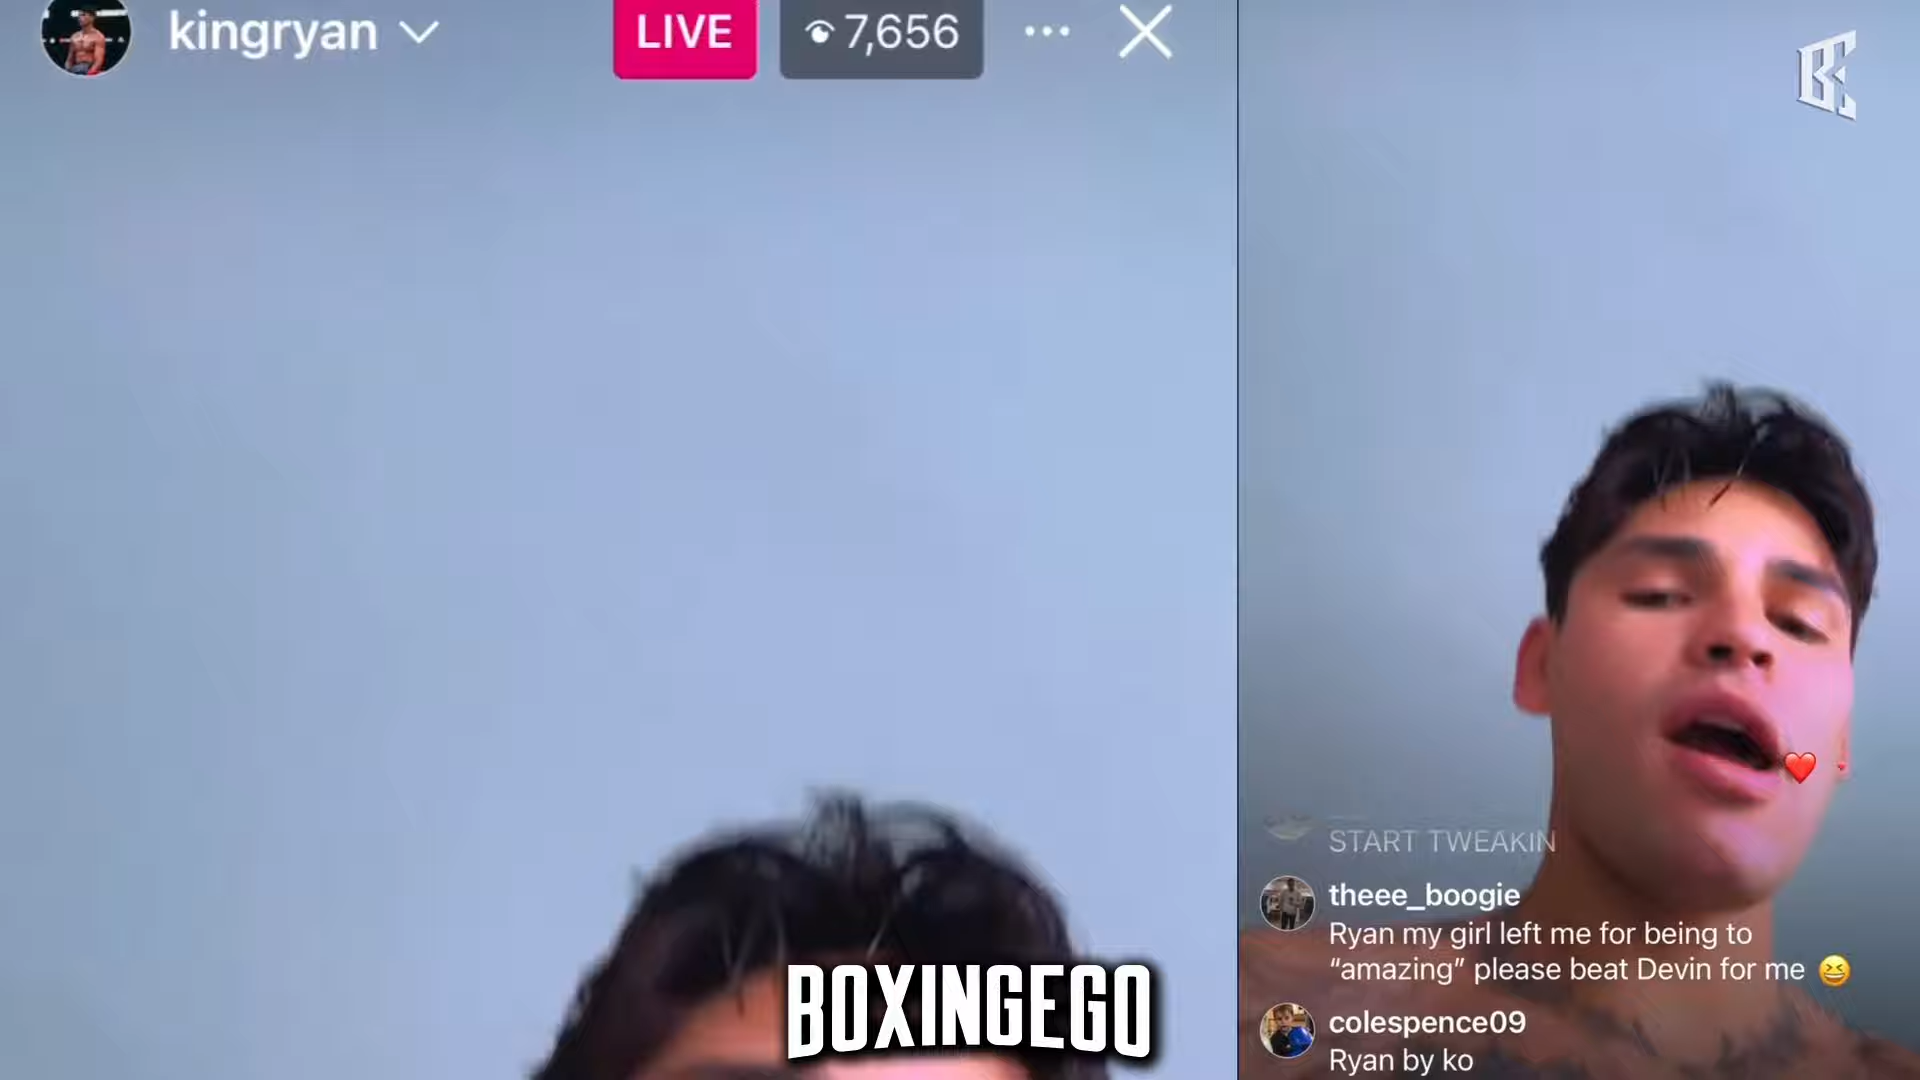 kingryan
LIVE
7,656
START TWEAKIN
theee_boogie
Ryan my girl left me for being to
“amazing” please beat Devin for me 😆
colespence09
Ryan by ko
BOXINGEGO